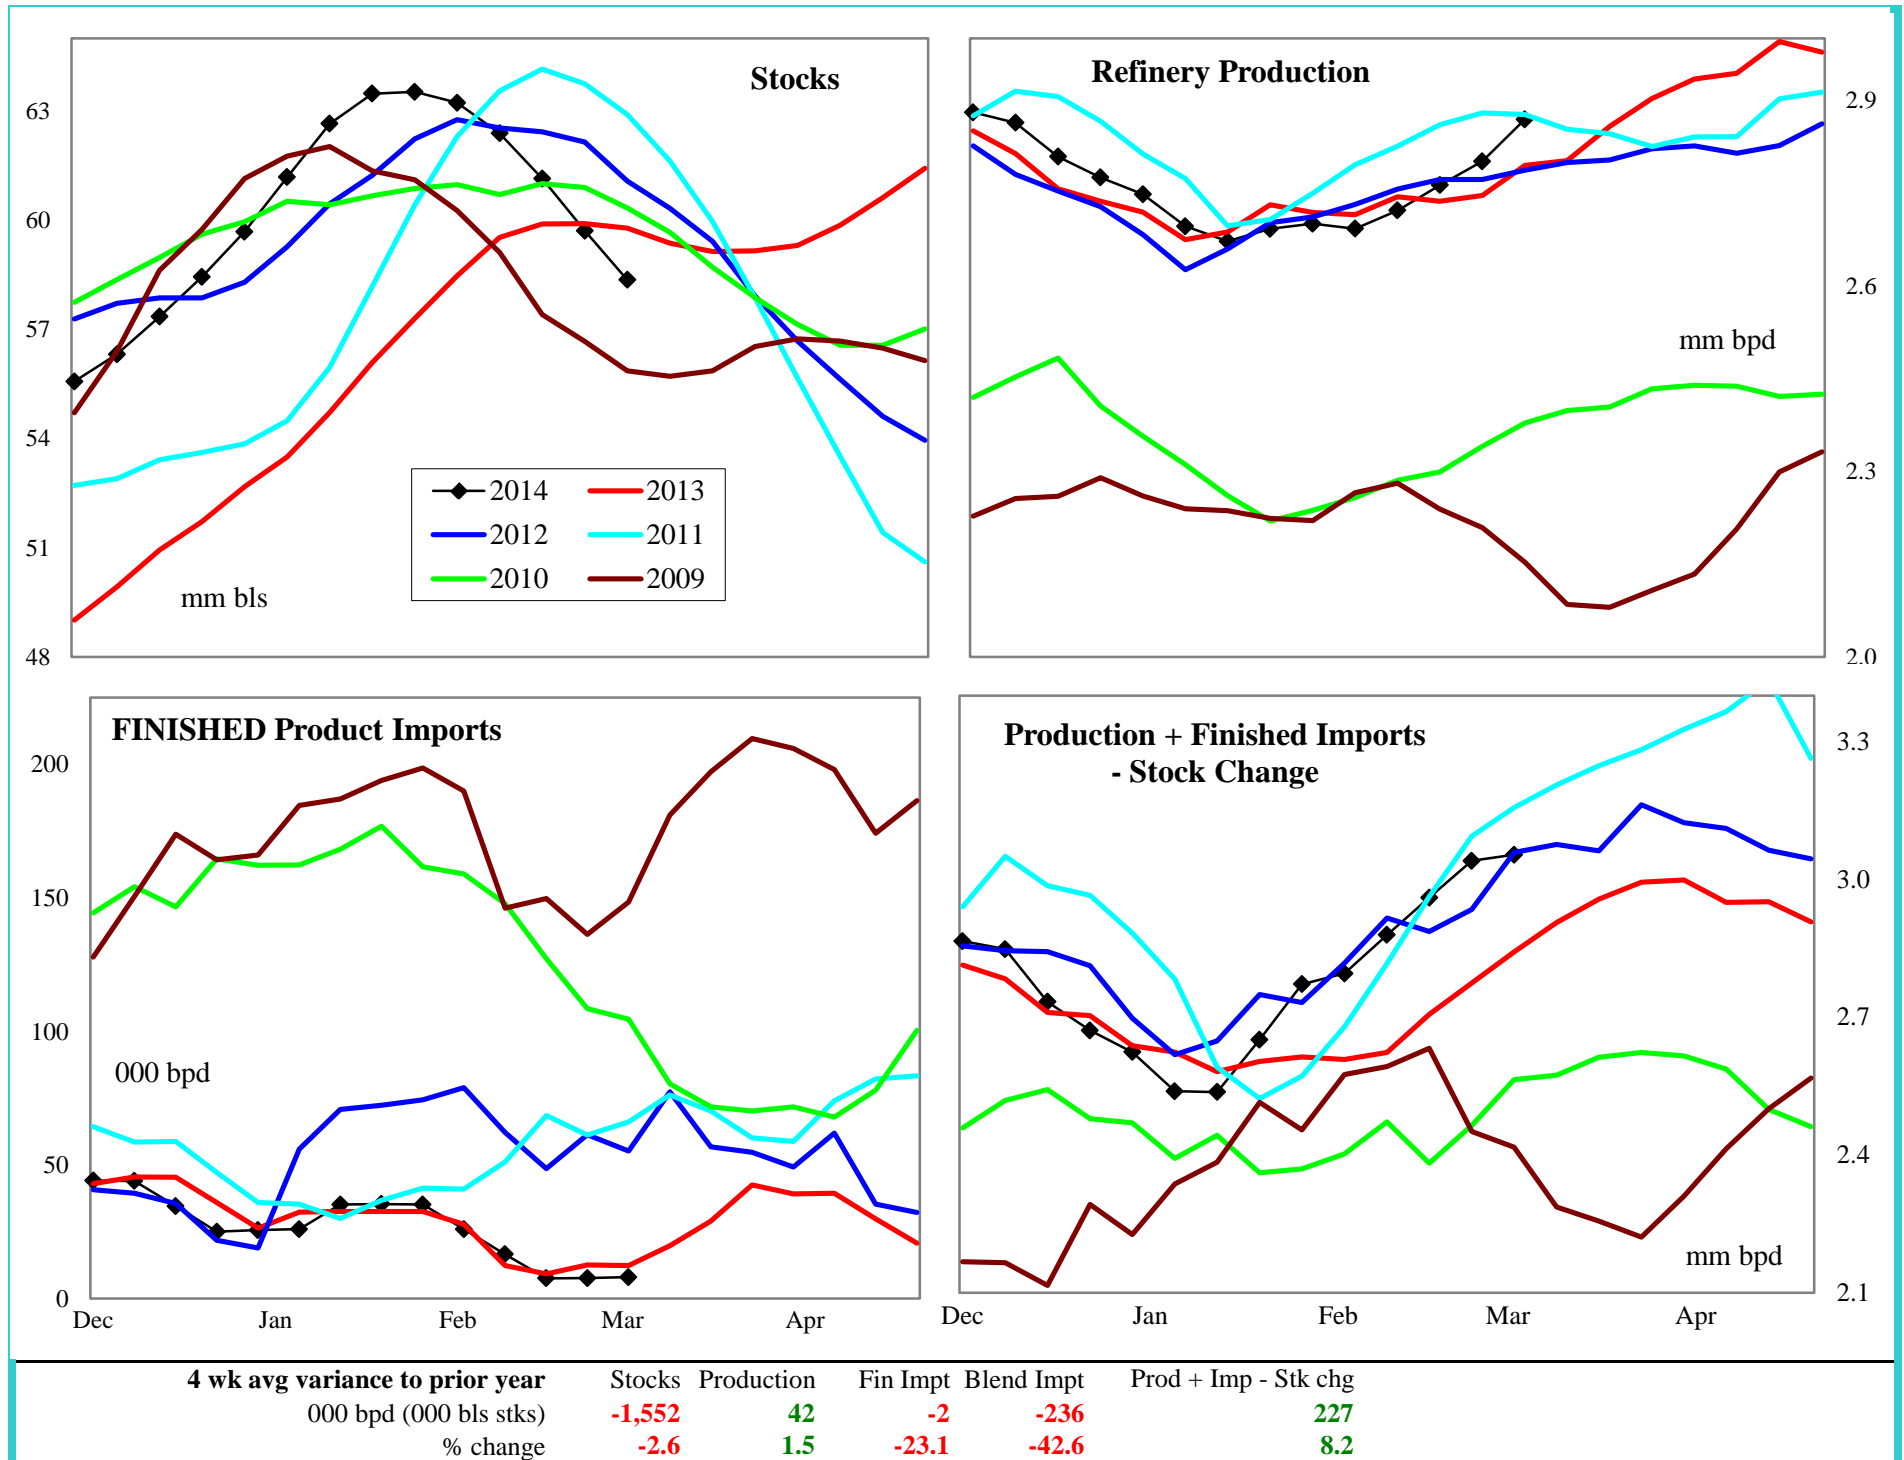 Stocks
63
60
57
54
51
48
mm bls
2014 2013
2012 2011
2010 2009
Refinery Production
2.9
2.6
2.3
2.0
mm bpd
FINISHED Product Imports
200
150
100
50
0
000 bpd
Dec Jan Feb Mar Apr
Production + Finished Imports
- Stock Change
3.3
3.0
2.7
2.4
2.1
mm bpd
Dec Jan Feb Mar Apr
4 wk avg variance to prior year Stocks Production Fin Impt Blend Impt Prod + Imp - Stk chg
000 bpd (000 bls stks) -1,552 42 -2 -236 227
% change -2.6 1.5 -23.1 -42.6 8.2